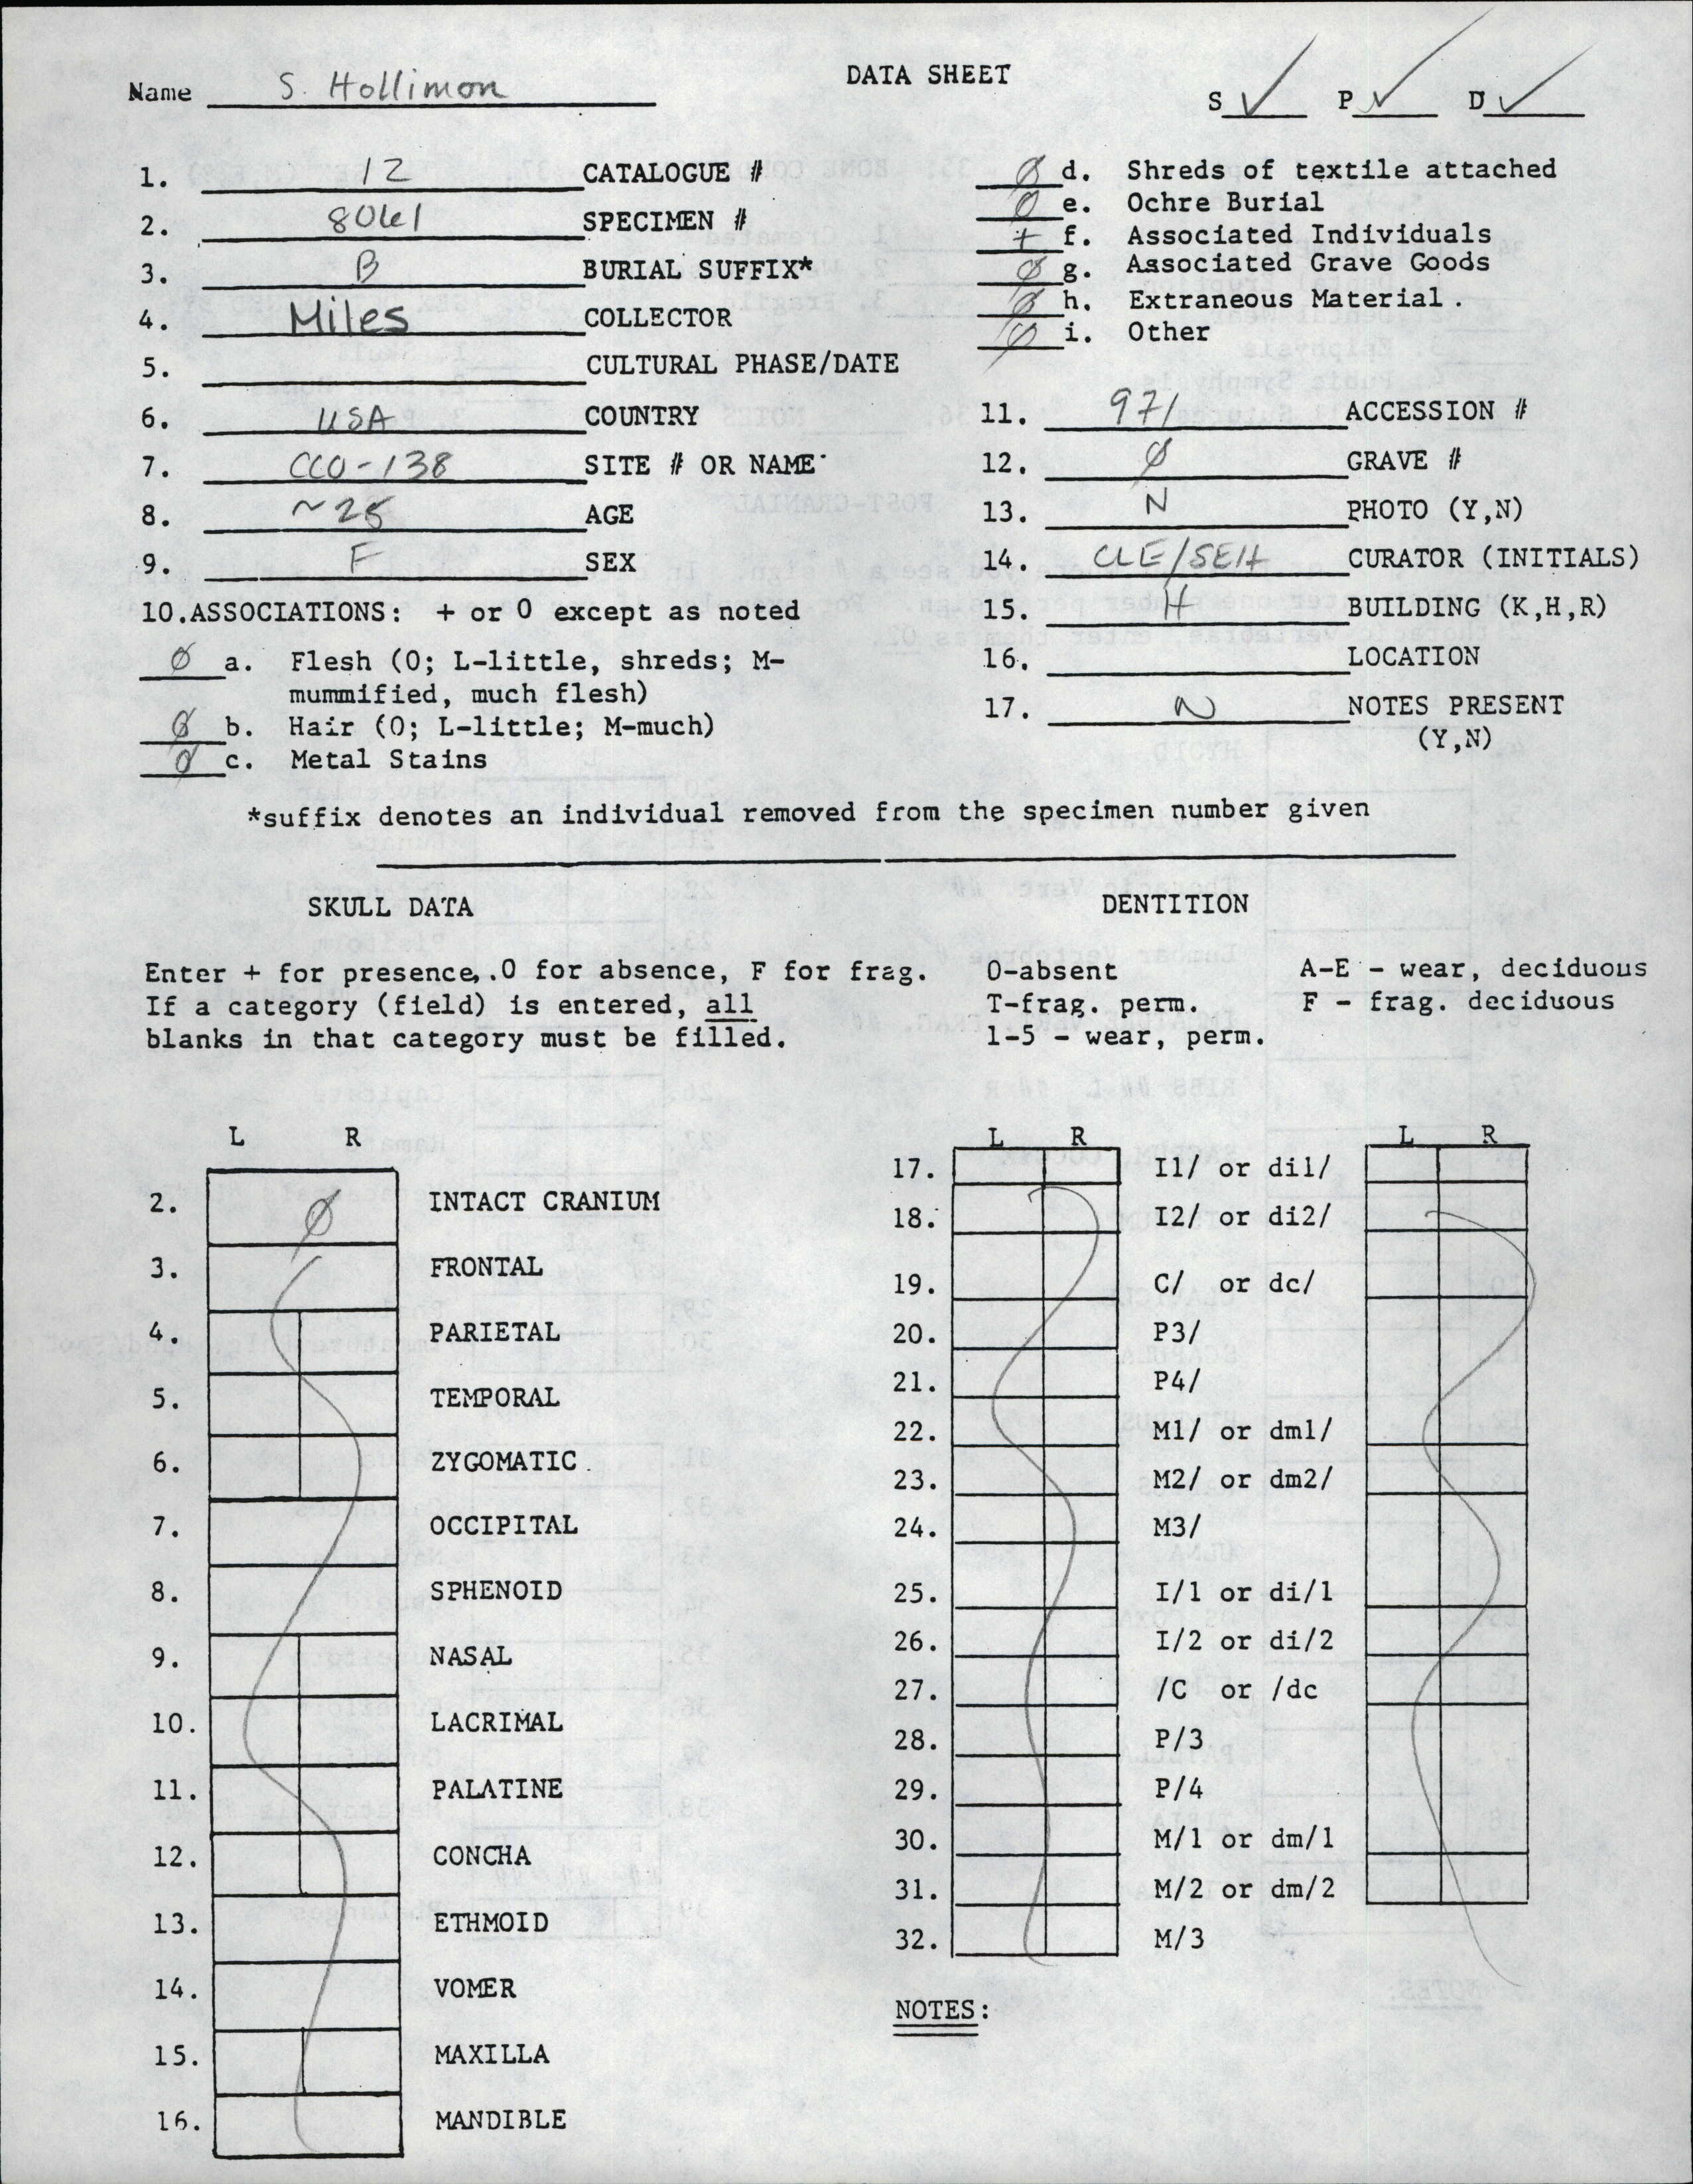 DATA SHEET
Name S. Hollimon
S ✓ P ✓ D ✓
1. 12 CATALOGUE #
2. 8061 SPECIMEN #
3. B BURIAL SUFFIX*
4. Miles COLLECTOR
5. CULTURAL PHASE/DATE
6. USA COUNTRY
7. CCO-138 SITE # OR NAME
8. ~25 AGE
9. F SEX
10. ASSOCIATIONS: + or 0 except as noted
Ø a. Flesh (0; L-little, shreds; M-
mummified, much flesh)
Ø b. Hair (0; L-little; M-much)
Ø c. Metal Stains
Ø d. Shreds of textile attached
Ø e. Ochre Burial
+ f. Associated Individuals
Ø g. Associated Grave Goods
Ø h. Extraneous Material.
Ø i. Other
11. 971 ACCESSION #
12. Ø GRAVE #
13. N PHOTO (Y,N)
14. CLE/SEH CURATOR (INITIALS)
15. H BUILDING (K,H,R)
16. LOCATION
17. N NOTES PRESENT
(Y,N)
*suffix denotes an individual removed from the specimen number given
SKULL DATA
Enter + for presence, .0 for absence, F for frag.
If a category (field) is entered, all
blanks in that category must be filled.
L R
2. Ø INTACT CRANIUM
3. FRONTAL
4. PARIETAL
5. TEMPORAL
6. ZYGOMATIC
7. OCCIPITAL
8. SPHENOID
9. NASAL
10. LACRIMAL
11. PALATINE
12. CONCHA
13. ETHMOID
14. VOMER
15. MAXILLA
16. MANDIBLE
DENTITION
0-absent A-E - wear, deciduous
T-frag. perm. F - frag. deciduous
1-5 - wear, perm.
L R L R
17. I1/ or di1/
18. I2/ or di2/
19. C/ or dc/
20. P3/
21. P4/
22. M1/ or dm1/
23. M2/ or dm2/
24. M3/
25. I/1 or di/1
26. I/2 or di/2
27. /C or /dc
28. P/3
29. P/4
30. M/1 or dm/1
31. M/2 or dm/2
32. M/3
NOTES: